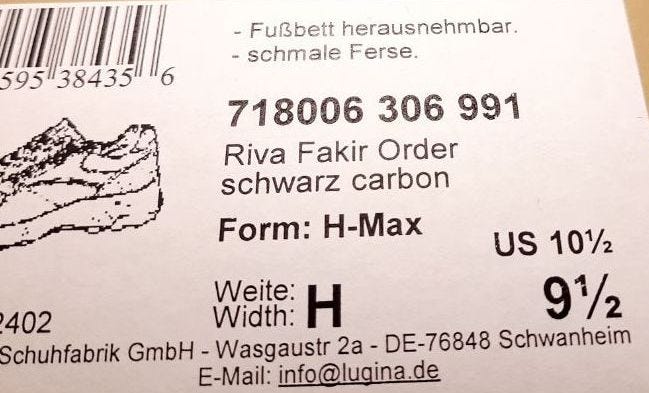 - Fußbett herausnehmbar.
- schmale Ferse.
595 38435 6
718006 306 991
Riva Fakir Order
schwarz carbon
Form: H-Max
US 10½
Weite:
Width: H
9½
2402
Schuhfabrik GmbH - Wasgaustr 2a - DE-76848 Schwanheim
E-Mail: info@lugina.de